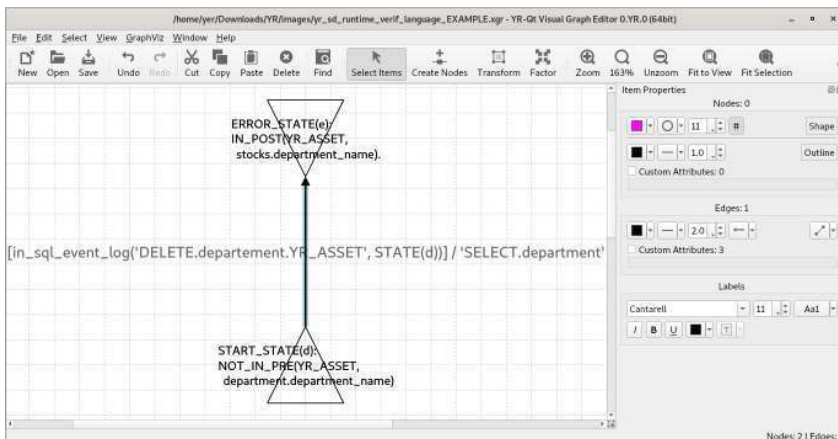 /home/yer/Downloads/YR/images/yr_sd_runtime_verif_language_EXAMPLE.xgr - YR-Qt Visual Graph Editor 0.YR.0 (64bit)
File Edit Select View GraphViz Window Help
New Open Save Undo Redo Cut Copy Paste Delete Find Select Items Create Nodes Transform Factor Zoom 163% Unzoom Fit to View Fit Selection
Item Properties
Nodes: 0
11 # Shape
1.0 Outline
Custom Attributes: 0
Edges: 1
2.0
Custom Attributes: 3
Labels
Cantarell 11 Aa1
I B U T
ERROR_STATE(e):
IN_POST(YR_ASSET,
stocks.department_name).
[in_sql_event_log('DELETE.departement.YR_ASSET', STATE(d))] / 'SELECT.department'
START_STATE(d):
NOT_IN_PRE(YR_ASSET,
department.department_name)
Nodes: 2 | Edges: